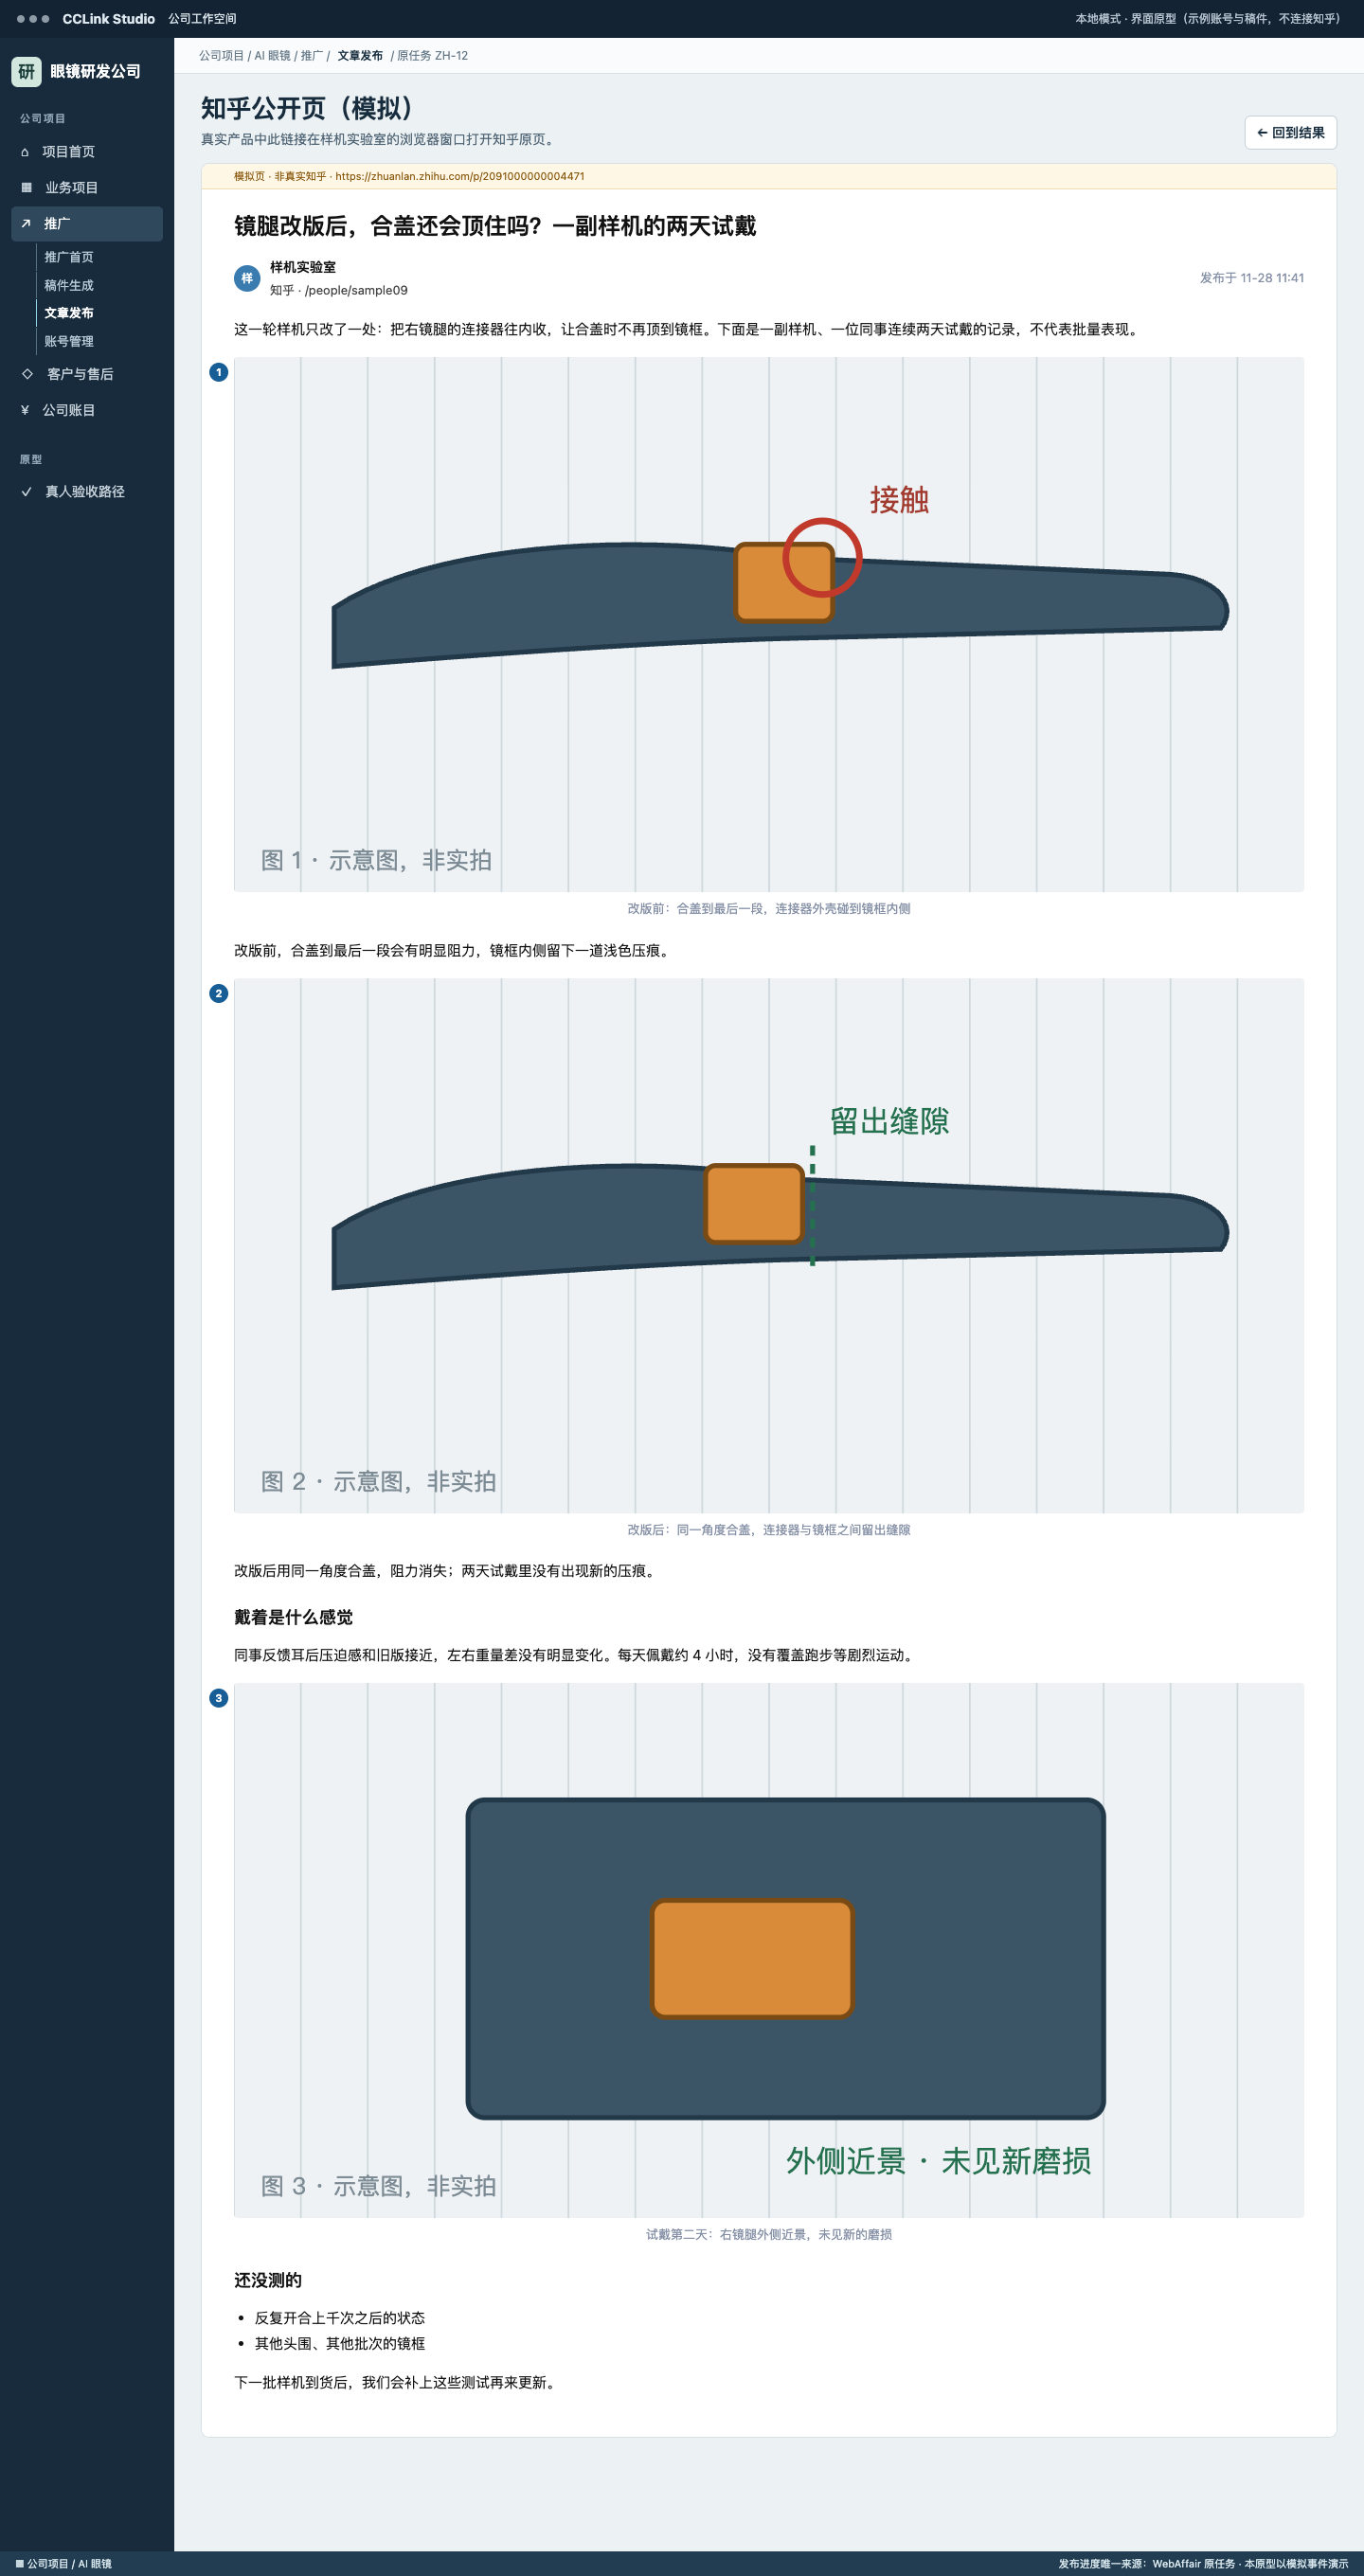 CCLink Studio 公司工作空间
本地模式 · 界面原型（示例账号与稿件，不连接知乎）
研 眼镜研发公司
公司项目
项目首页
业务项目
推广
推广首页
稿件生成
文章发布
账号管理
客户与售后
¥ 公司账目
原型
真人验收路径
公司项目 / AI 眼镜 / 推广 / 文章发布 / 原任务 ZH-12
知乎公开页（模拟）
真实产品中此链接在样机实验室的浏览器窗口打开知乎原页。
← 回到结果
模拟页 · 非真实知乎 · https://zhuanlan.zhihu.com/p/2091000000004471
镜腿改版后，合盖还会顶住吗？一副样机的两天试戴
样
样机实验室
知乎 · /people/sample09
发布于 11-28 11:41
这一轮样机只改了一处：把右镜腿的连接器往内收，让合盖时不再顶到镜框。下面是一副样机、一位同事连续两天试戴的记录，不代表批量表现。
1
接触
图 1 · 示意图，非实拍
改版前：合盖到最后一段，连接器外壳碰到镜框内侧
改版前，合盖到最后一段会有明显阻力，镜框内侧留下一道浅色压痕。
2
留出缝隙
图 2 · 示意图，非实拍
改版后：同一角度合盖，连接器与镜框之间留出缝隙
改版后用同一角度合盖，阻力消失；两天试戴里没有出现新的压痕。
戴着是什么感觉
同事反馈耳后压迫感和旧版接近，左右重量差没有明显变化。每天佩戴约 4 小时，没有覆盖跑步等剧烈运动。
3
外侧近景 · 未见新磨损
图 3 · 示意图，非实拍
试戴第二天：右镜腿外侧近景，未见新的磨损
还没测的
• 反复开合上千次之后的状态
• 其他头围、其他批次的镜框
下一批样机到货后，我们会补上这些测试再来更新。
公司项目 / AI 眼镜
发布进度唯一来源：WebAffair 原任务 · 本原型以模拟事件演示